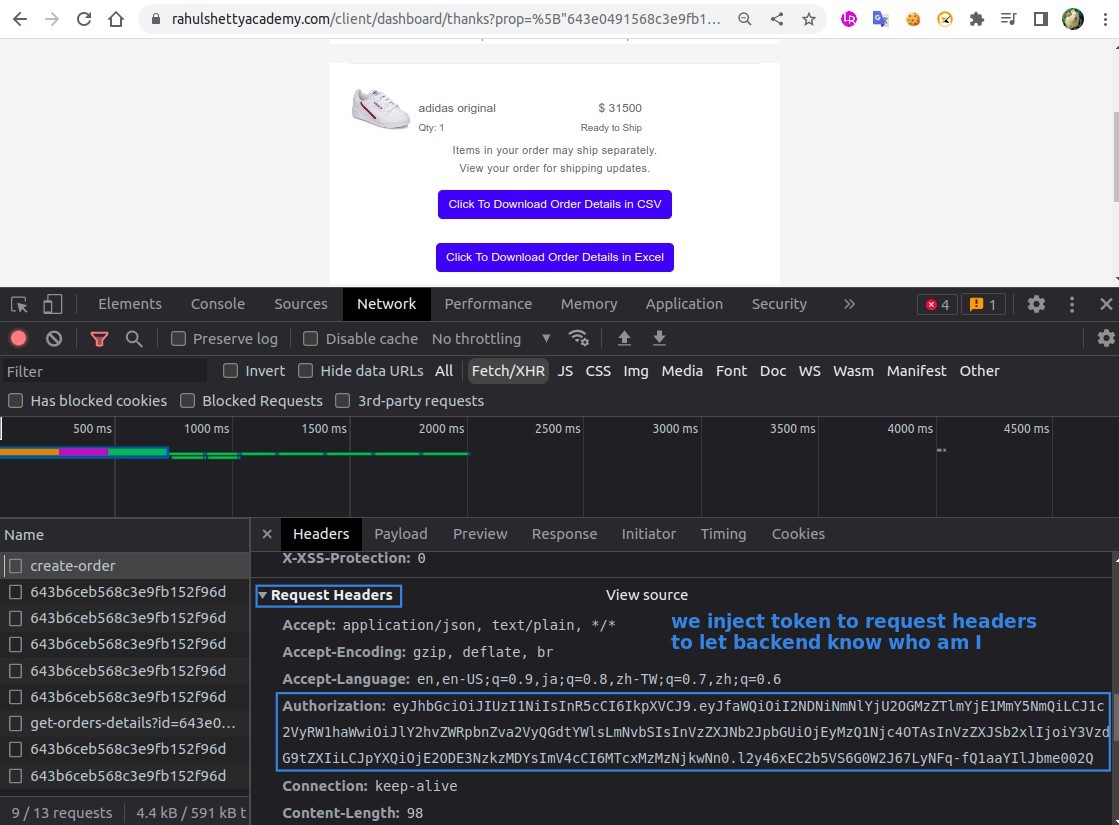 rahulshettyacademy.com/client/dashboard/thanks?prop=%5B"643e0491568c3e9fb1...
adidas original
$ 31500
Qty: 1
Ready to Ship
Items in your order may ship separately.
View your order for shipping updates.
Click To Download Order Details in CSV
Click To Download Order Details in Excel
Elements Console Sources Network Performance Memory Application Security » 4 1
Preserve log Disable cache No throttling
Filter Invert Hide data URLs All Fetch/XHR JS CSS Img Media Font Doc WS Wasm Manifest Other
Has blocked cookies Blocked Requests 3rd-party requests
500 ms 1000 ms 1500 ms 2000 ms 2500 ms 3000 ms 3500 ms 4000 ms 4500 ms
Name
create-order
643b6ceb568c3e9fb152f96d
643b6ceb568c3e9fb152f96d
643b6ceb568c3e9fb152f96d
643b6ceb568c3e9fb152f96d
643b6ceb568c3e9fb152f96d
get-orders-details?id=643e0...
643b6ceb568c3e9fb152f96d
643b6ceb568c3e9fb152f96d
9 / 13 requests 4.4 kB / 591 kB t
Headers Payload Preview Response Initiator Timing Cookies
X-XSS-Protection: 0
Request Headers View source
we inject token to request headers
to let backend know who am I
Accept: application/json, text/plain, */*
Accept-Encoding: gzip, deflate, br
Accept-Language: en,en-US;q=0.9,ja;q=0.8,zh-TW;q=0.7,zh;q=0.6
Authorization: eyJhbGciOiJIUzI1NiIsInR5cCI6IkpXVCJ9.eyJfaWQiOiI2NDNiNmNlYjU2OGMzZTlmYjE1MmY5NmQiLCJ1c
2VyRW1haWwiOiJlY2hvZWRpbnZva2VyQGdtYWlsLmNvbSIsInVzZXJNb2JpbGUiOjEyMzQ1Njc4OTAsInVzZXJSb2xlIjoiY3Vzd
G9tZXIiLCJpYXQiOjE2ODE3NzkzMDYsImV4cCI6MTcxMzMzNjkwNn0.l2y46xEC2b5VS6G0W2J67LyNFq-fQ1aaYIlJbme002Q
Connection: keep-alive
Content-Length: 98